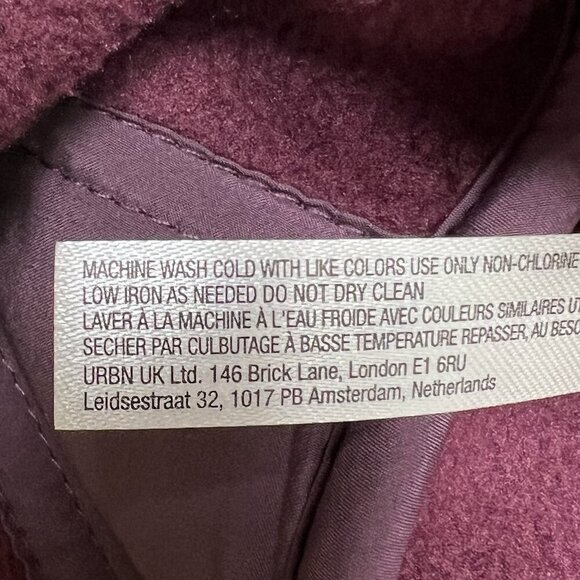 MACHINE WASH COLD WITH LIKE COLORS USE ONLY NON-CHLORINE
LOW IRON AS NEEDED DO NOT DRY CLEAN
LAVER À LA MACHINE À L'EAU FROIDE AVEC COULEURS SIMILAIRES
SECHER PAR CULBUTAGE À BASSE TEMPERATURE REPASSER, AU
URBN UK Ltd. 146 Brick Lane, London E1 6RU
Leidsestraat 32, 1017 PB Amsterdam, Netherlands